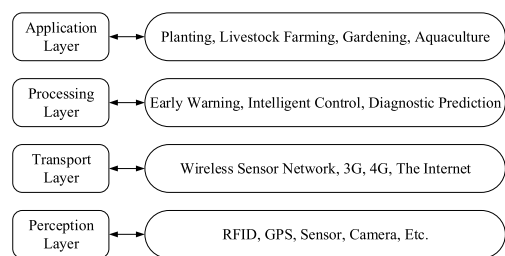 Application
Layer
Planting, Livestock Farming, Gardening, Aquaculture
Processing
Layer
Early Warning, Intelligent Control, Diagnostic Prediction
Transport
Layer
Wireless Sensor Network, 3G, 4G, The Internet
Perception
Layer
RFID, GPS, Sensor, Camera, Etc.